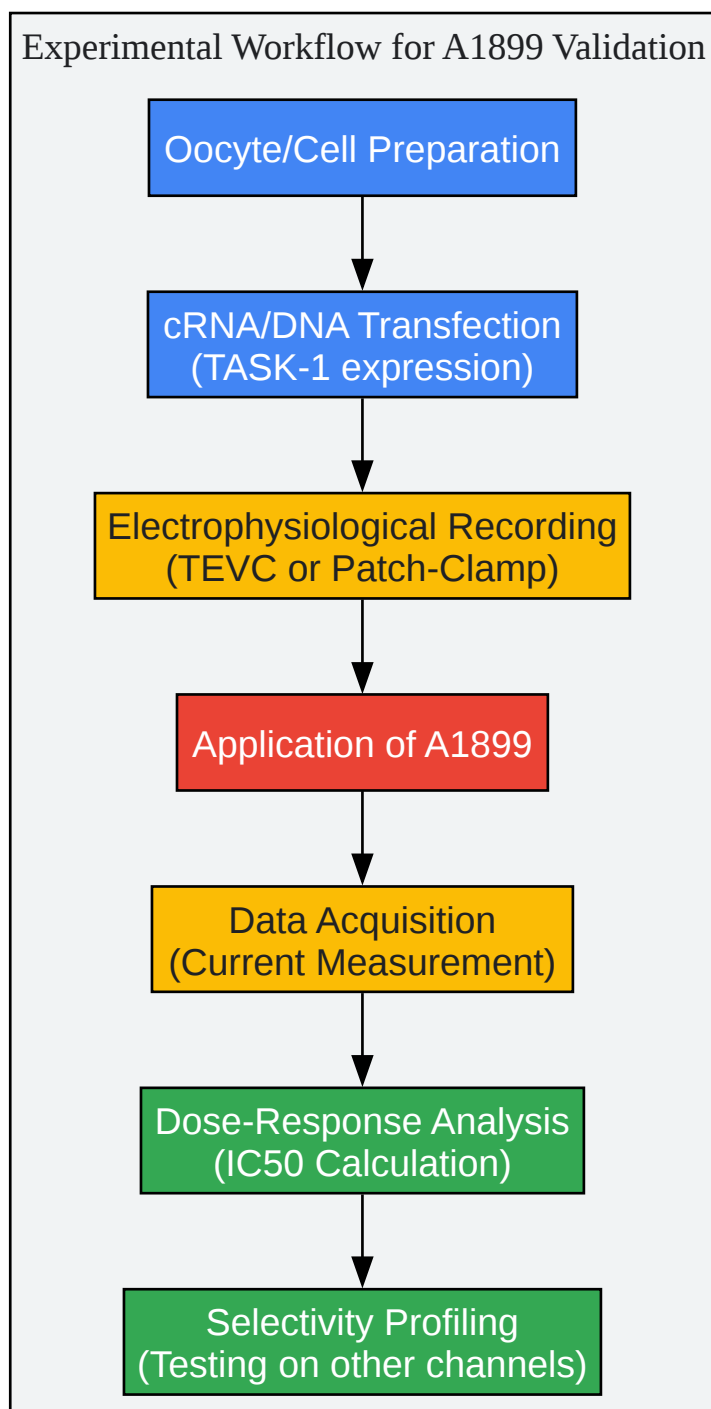 Experimental Workflow for A1899 Validation
Oocyte/Cell Preparation
cRNA/DNA Transfection
(TASK-1 expression)
Electrophysiological Recording
(TEVC or Patch-Clamp)
Application of A1899
Data Acquisition
(Current Measurement)
Dose-Response Analysis
(IC50 Calculation)
Selectivity Profiling
(Testing on other channels)